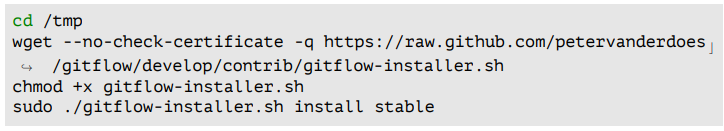 cd /tmp
wget --no-check-certificate -q https://raw.github.com/petervanderdoes⌋
↪ /gitflow/develop/contrib/gitflow-installer.sh
chmod +x gitflow-installer.sh
sudo ./gitflow-installer.sh install stable